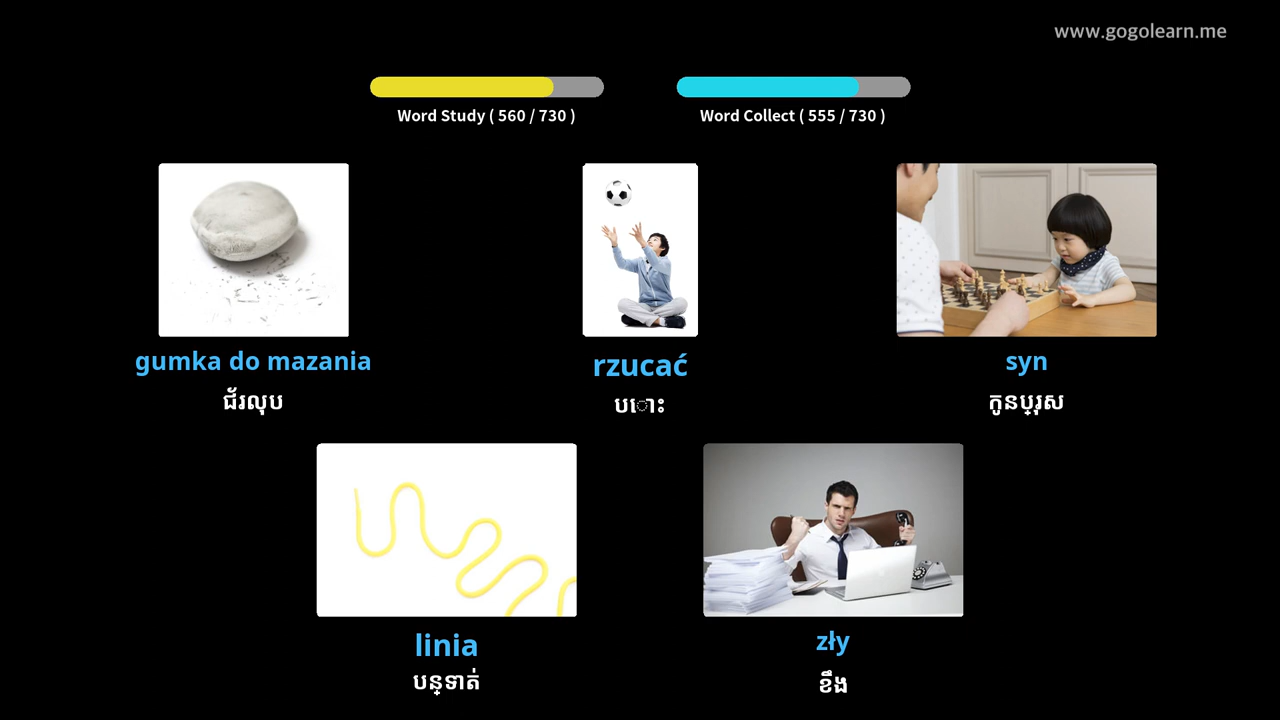 www.gogolearn.me
Word Study ( 560 / 730 )
Word Collect ( 555 / 730 )
gumka do mazania
rzucać
syn
ជ័រលុប
បោះ
កូនប្រុស
linia
zły
បន្ទាត់
ខឹង